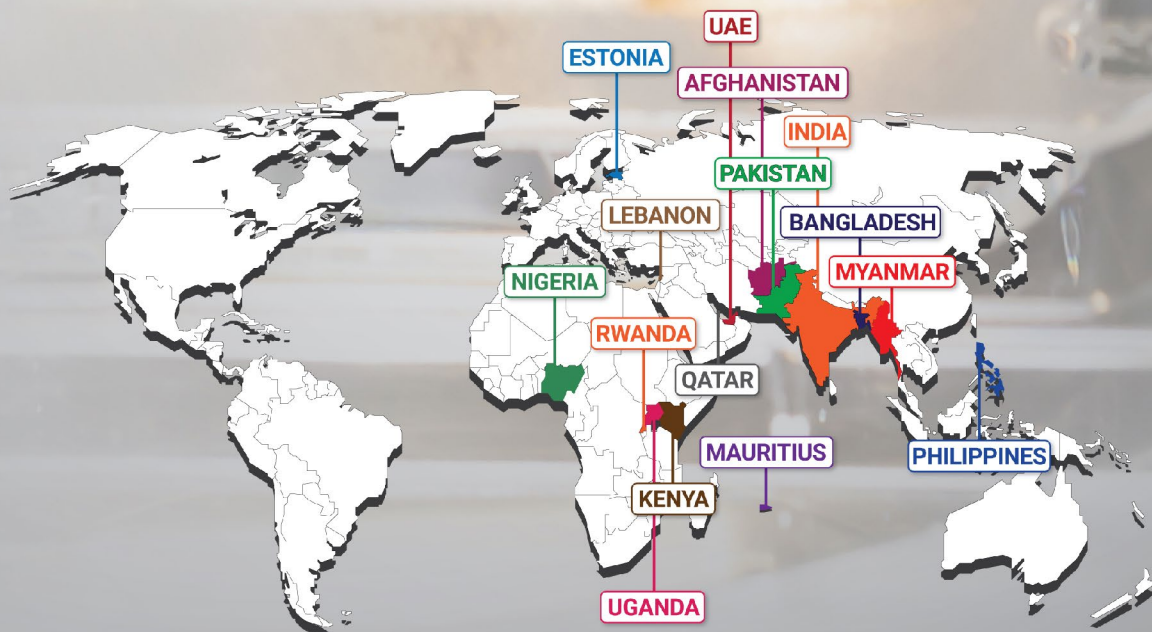 UAE
ESTONIA
AFGHANISTAN
INDIA
PAKISTAN
LEBANON
BANGLADESH
NIGERIA
MYANMAR
RWANDA
QATAR
MAURITIUS
PHILIPPINES
KENYA
UGANDA